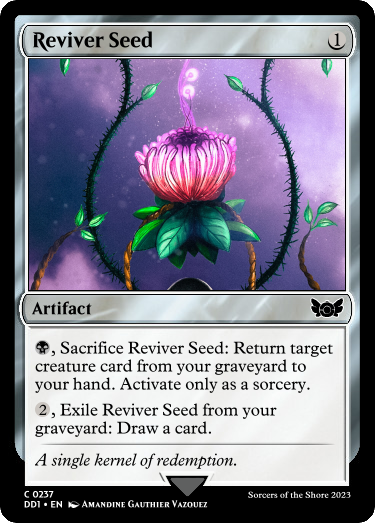 Reviver Seed 1
Artifact
, Sacrifice Reviver Seed: Return target
creature card from your graveyard to
your hand. Activate only as a sorcery.
2, Exile Reviver Seed from your
graveyard: Draw a card.
A single kernel of redemption.
C 0237
DD1 • EN Amandine Gauthier Vazouez
Sorcers of the Shore 2023